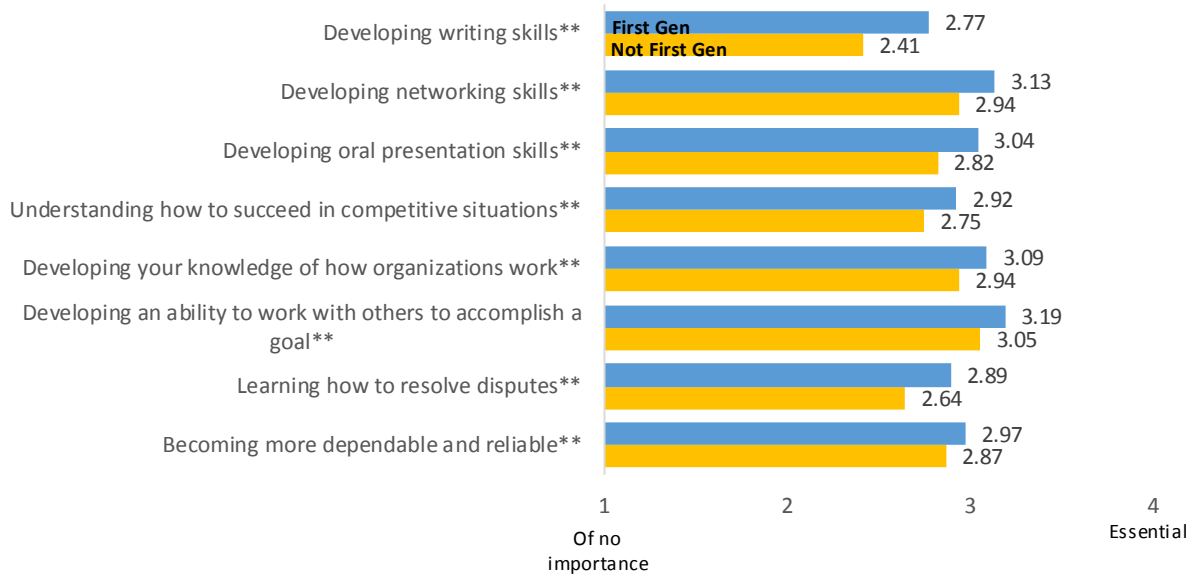 Developing writing skills**
First Gen
2.77
Not First Gen
2.41
Developing networking skills**
3.13
2.94
Developing oral presentation skills**
3.04
2.82
Understanding how to succeed in competitive situations**
2.92
2.75
Developing your knowledge of how organizations work**
3.09
2.94
Developing an ability to work with others to accomplish a
goal**
3.19
3.05
Learning how to resolve disputes**
2.89
2.64
Becoming more dependable and reliable**
2.97
2.87
1 2 3 4
Of no
importance
Essential